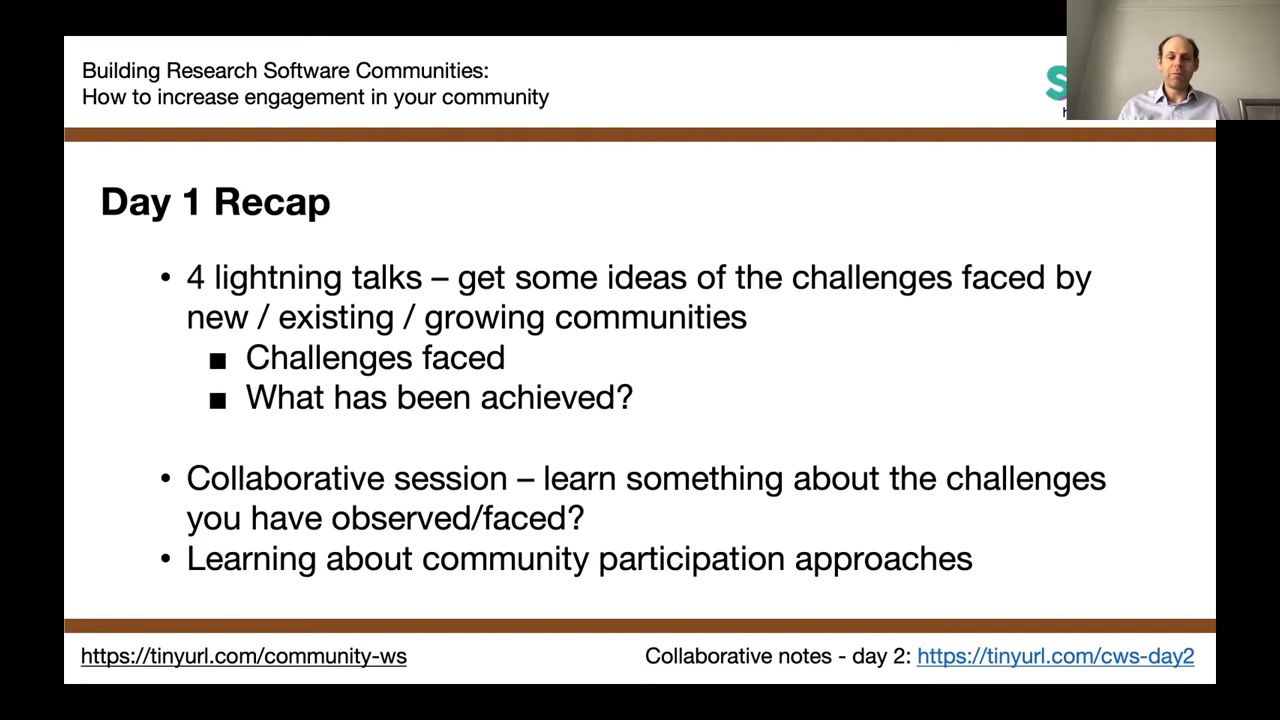 Building Research Software Communities:
How to increase engagement in your community
Day 1 Recap
• 4 lightning talks – get some ideas of the challenges faced by
new / existing / growing communities
■ Challenges faced
■ What has been achieved?
• Collaborative session – learn something about the challenges
you have observed/faced?
• Learning about community participation approaches
https://tinyurl.com/community-ws
Collaborative notes - day 2: https://tinyurl.com/cws-day2